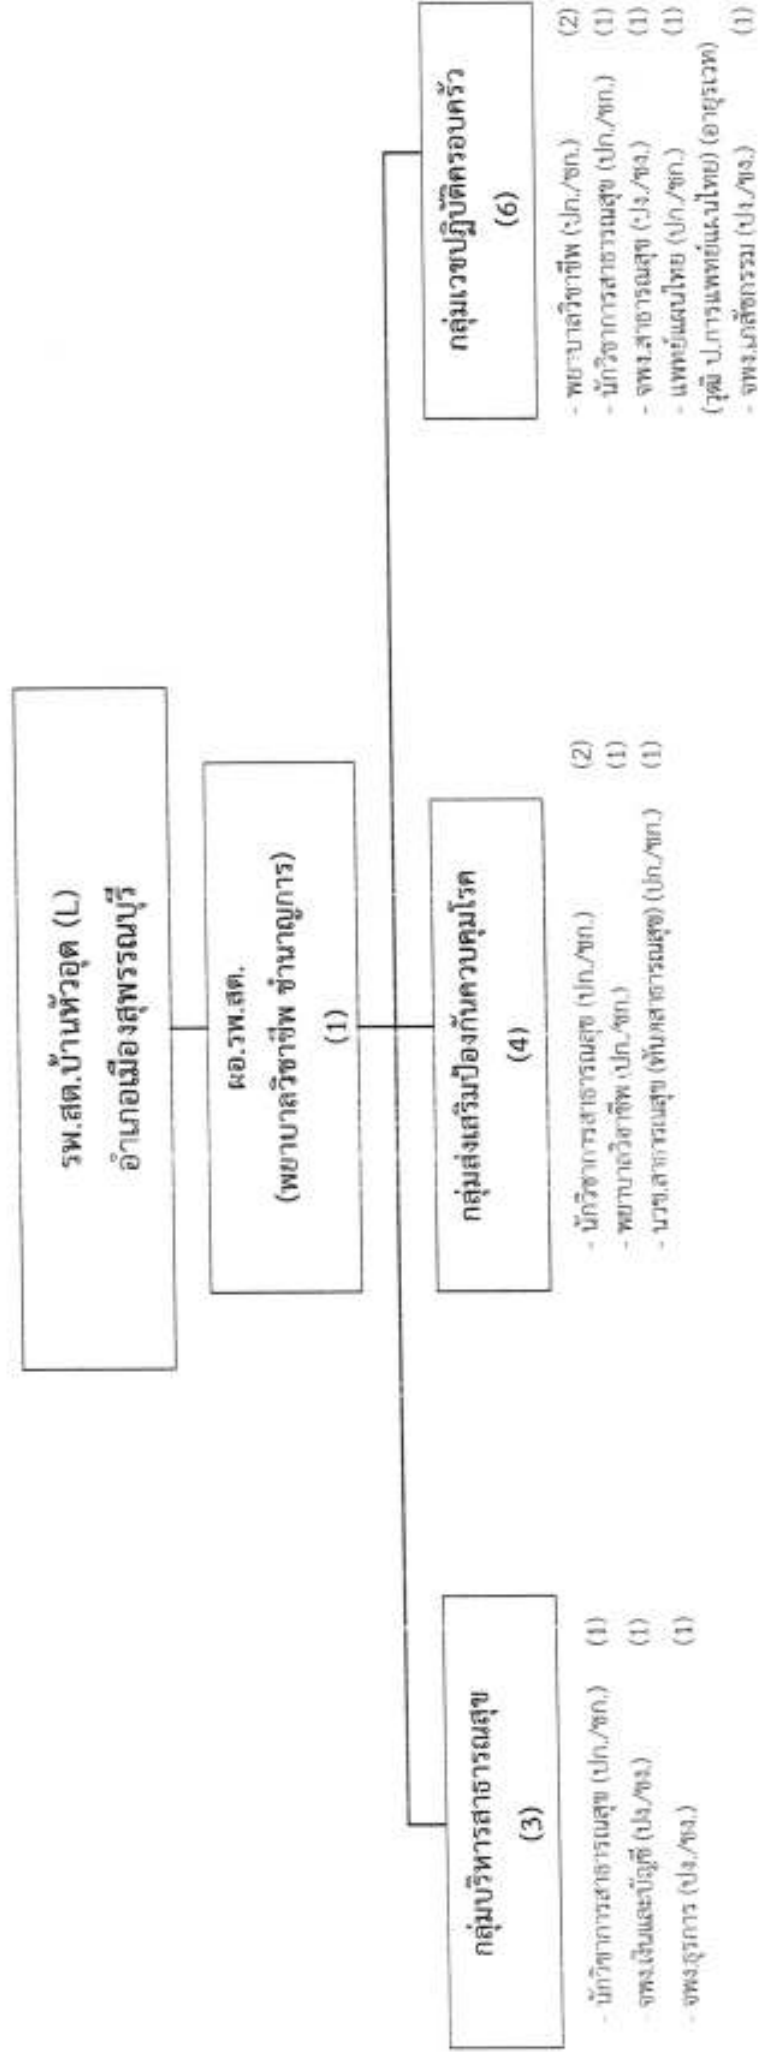 รพ.สต.บ้านหัวอุด (L)
อำเภอเมืองสุพรรณบุรี
ผอ.รพ.สต.
(พยาบาลวิชาชีพ ชำนาญการ)
(1)
กลุ่มบริหารสาธารณสุข
(3)
- นักวิชาการสาธารณสุข (ปก./ชก.) (1)
- จพง.เงินและบัญชี (ปง./ชง.) (1)
- จพง.ธุรการ (ปง./ชง.) (1)
กลุ่มส่งเสริมป้องกันควบคุมโรค
(4)
- นักวิชาการสาธารณสุข (ปก./ชก.) (2)
- พยาบาลวิชาชีพ (ปก./ชก.) (1)
- นวช.สาธารณสุข (ทันตสาธารณสุข) (ปก./ชก.) (1)
กลุ่มเวชปฏิบัติครอบครัว
(6)
- พยาบาลวิชาชีพ (ปก./ชก.) (2)
- นักวิชาการสาธารณสุข (ปก./ชก.) (1)
- จพง.สาธารณสุข (ปง./ชง.) (1)
- แพทย์แผนไทย (ปก./ชก.) (1)
(วุฒิ ป.การแพทย์แผนไทย) (อายุรเวท)
- จพง.เภสัชกรรม (ปง./ชง.) (1)